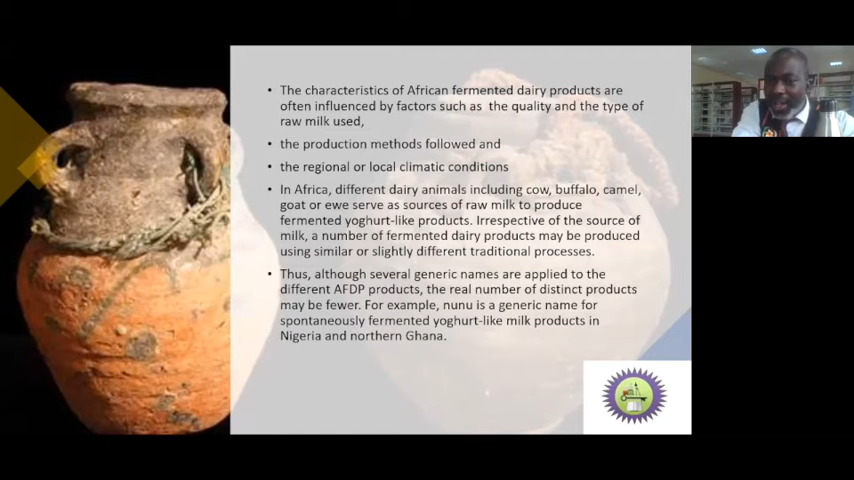 • The characteristics of African fermented dairy products are
often influenced by factors such as the quality and the type of
raw milk used,
• the production methods followed and
• the regional or local climatic conditions
• In Africa, different dairy animals including cow, buffalo, camel,
goat or ewe serve as sources of raw milk to produce
fermented yoghurt-like products. Irrespective of the source of
milk, a number of fermented dairy products may be produced
using similar or slightly different traditional processes.
• Thus, although several generic names are applied to the
different AFDP products, the real number of distinct products
may be fewer. For example, nunu is a generic name for
spontaneously fermented yoghurt-like milk products in
Nigeria and northern Ghana.